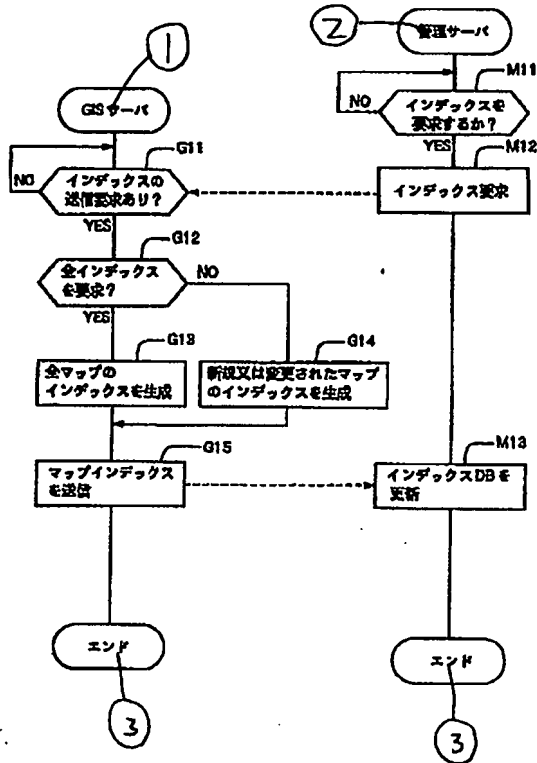 ①
②
管理サーバ
GISサーバ
M11
NO
インデックスを
要求するか？
YES
M12
インデックス要求
G11
NO
インデックスの
送信要求あり？
YES
G12
全インデックス
を要求？
NO
YES
G13
全マップの
インデックスを生成
G14
新規又は変更されたマップ
のインデックスを生成
G15
マップインデックス
を送信
M13
インデックスDBを
更新
エンド
エンド
③
③